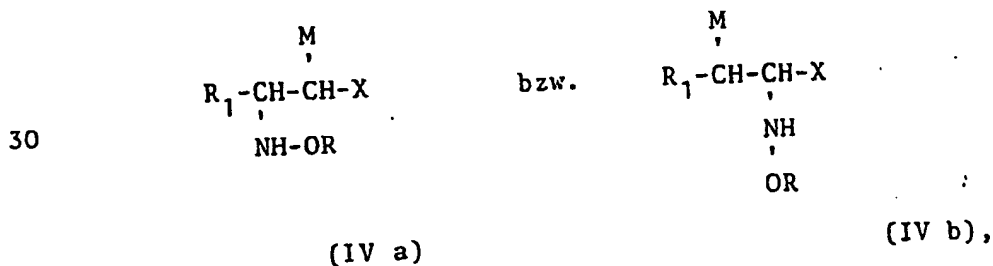 M M
R1-CH-CH-X bzw. R1-CH-CH-X
30 NH-OR NH
OR
(IV a) (IV b),